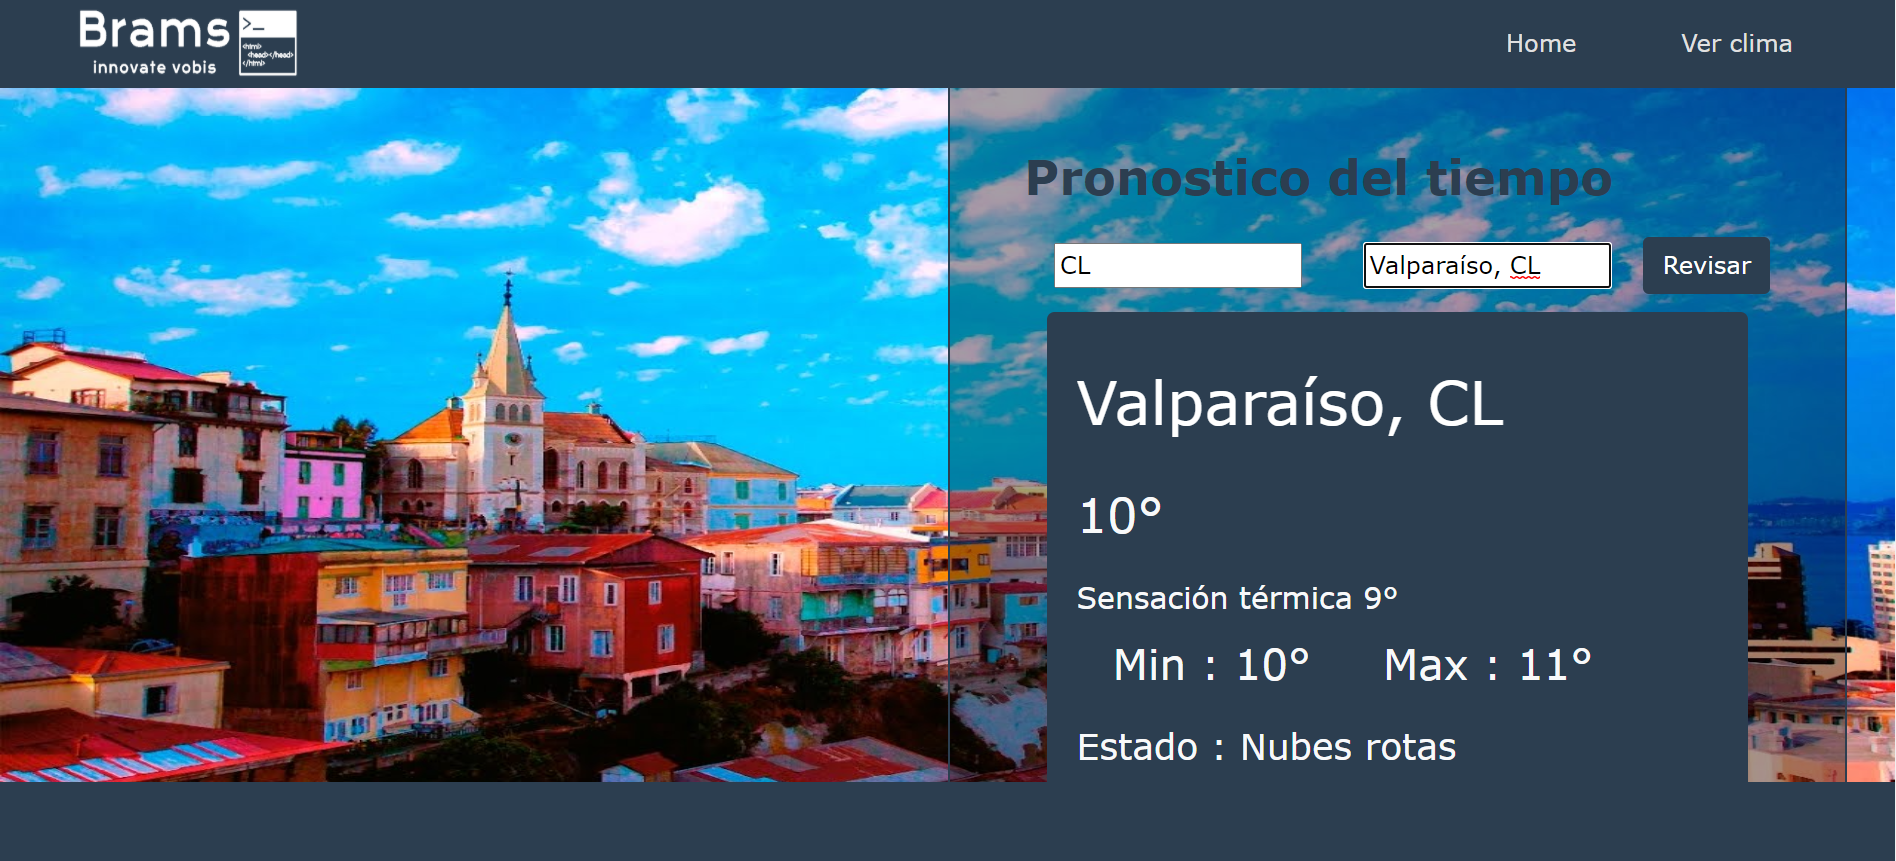 Brams
>_
innovate vobis
<html>
<head></head>
</html>
Home
Ver clima
Pronostico del tiempo
CL
Valparaíso, CL
Revisar
Valparaíso, CL
10°
Sensación térmica 9°
Min : 10°
Max : 11°
Estado : Nubes rotas